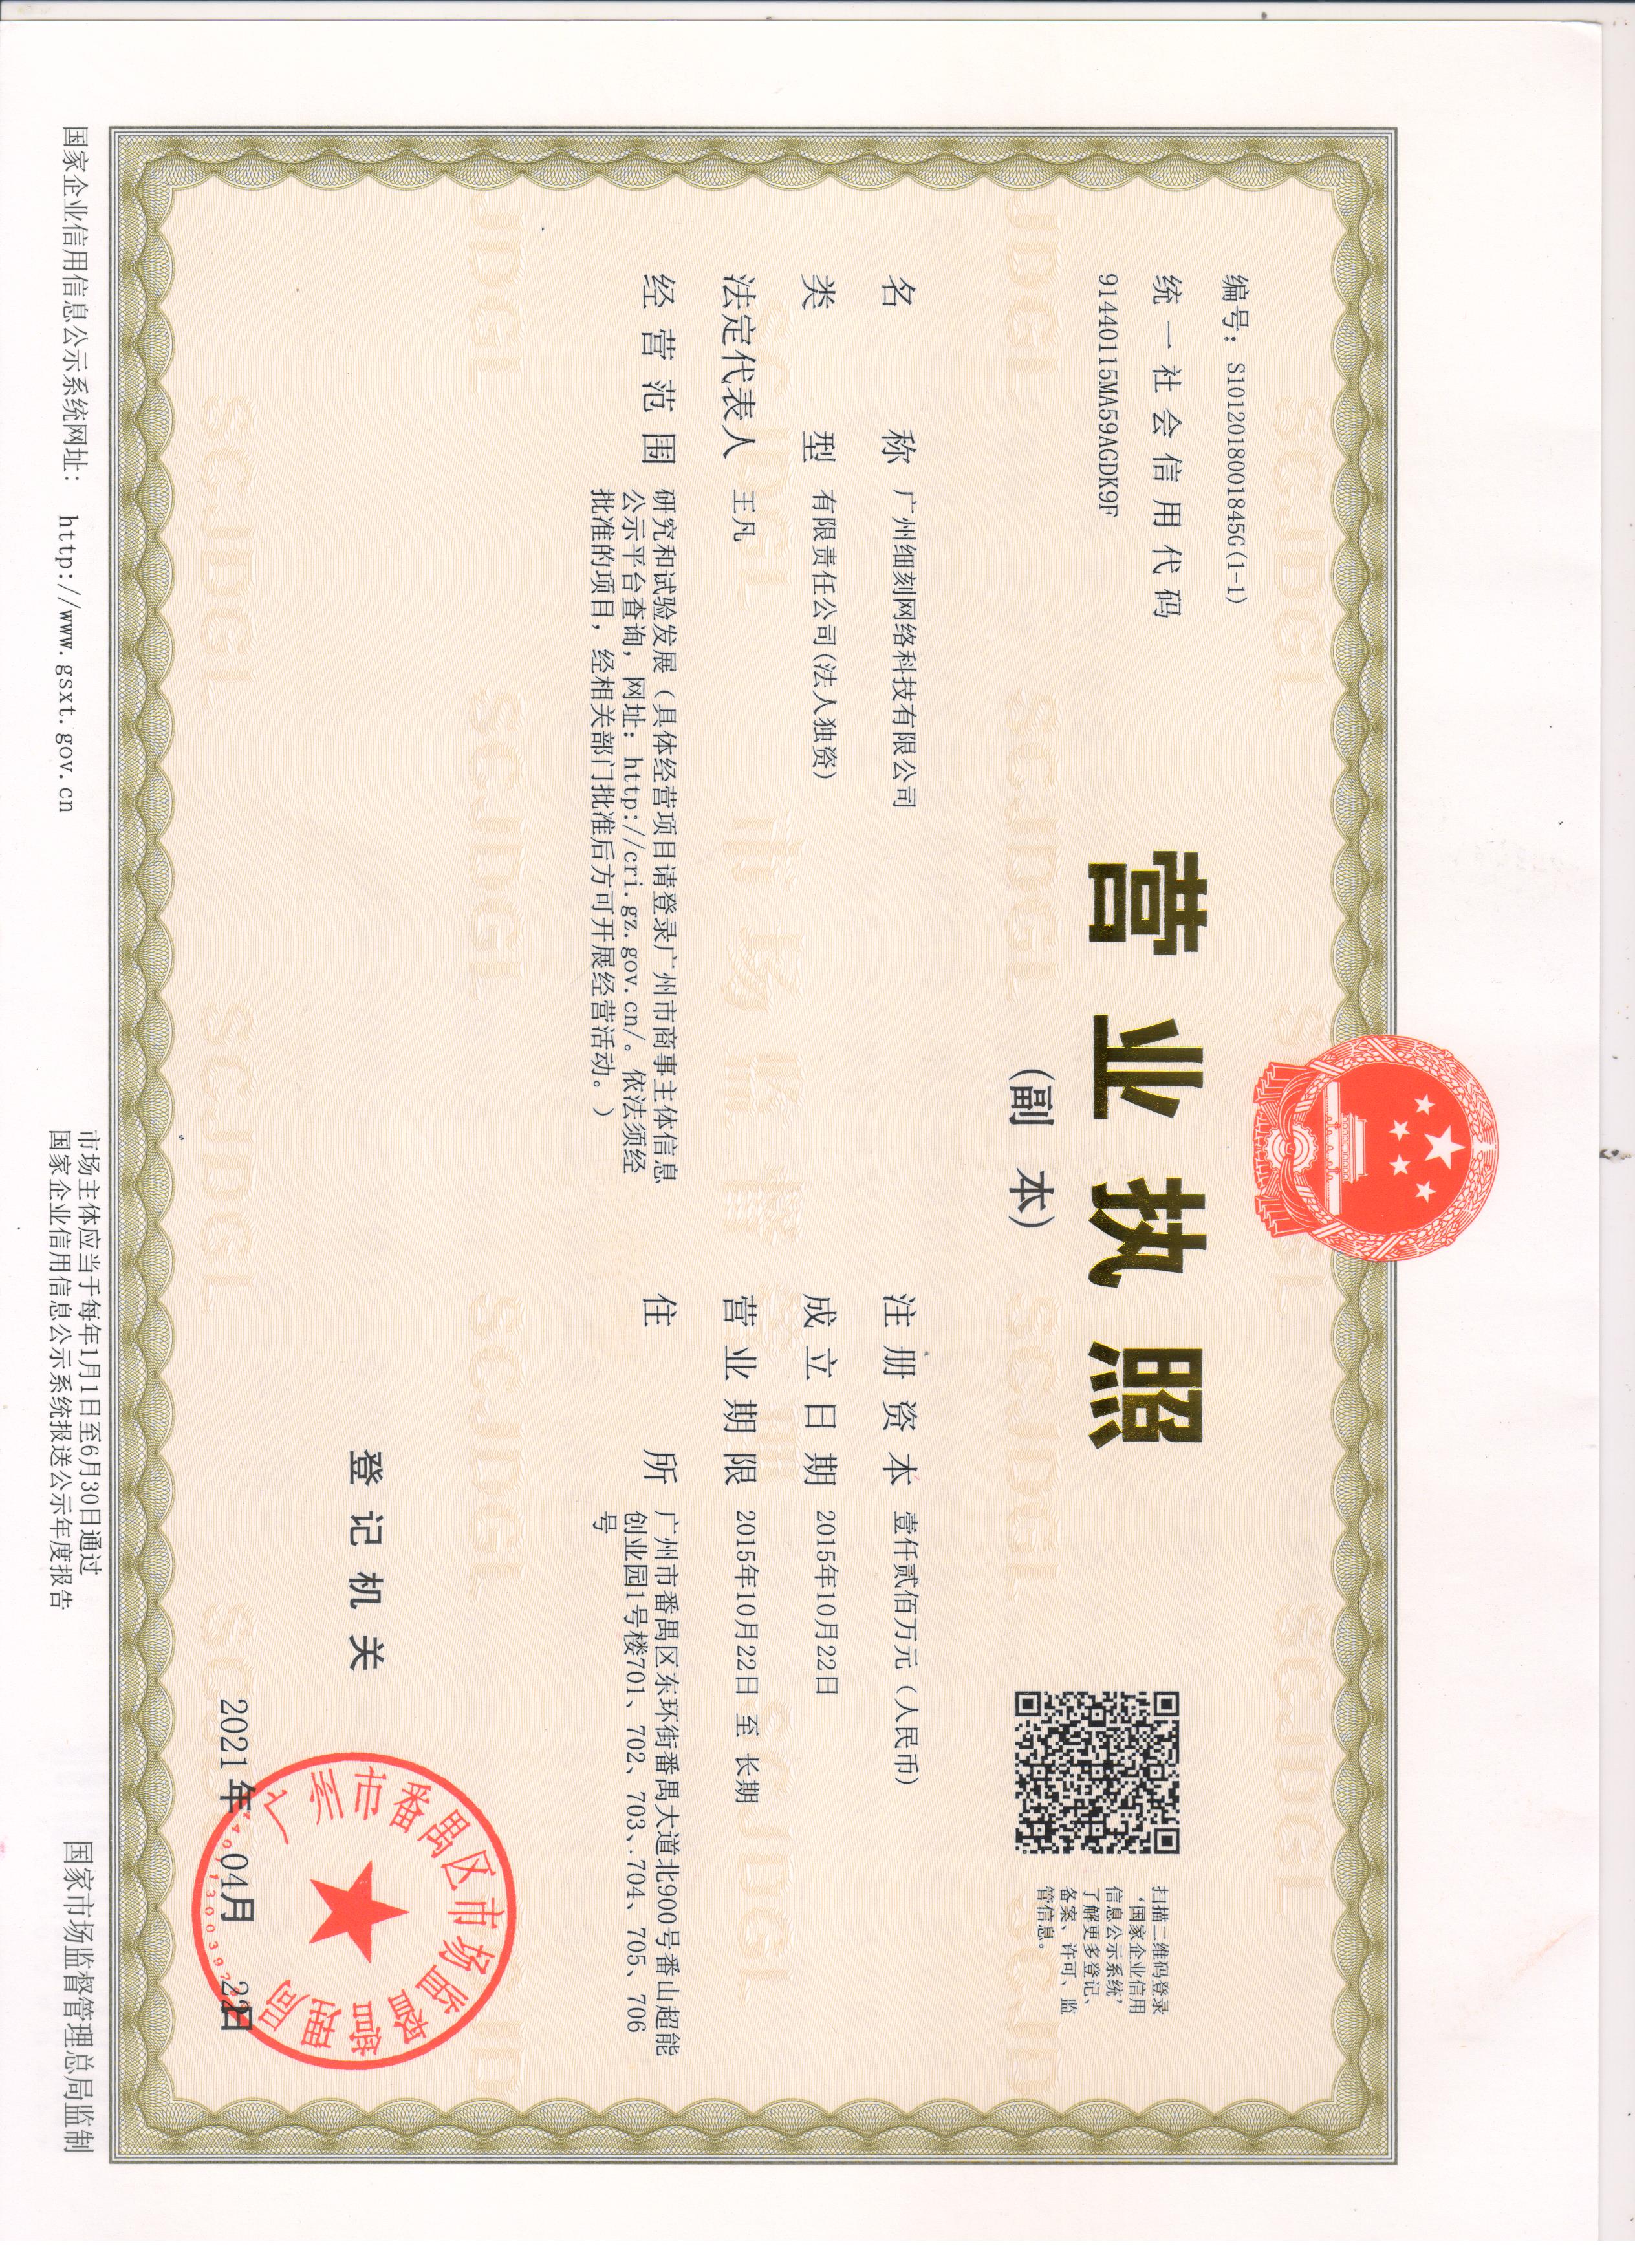 编号：S1012018001845G(1-1)
统一社会信用代码
91440115MA59AGDK9F
营业执照
(副 本)
扫描二维码登录
‘国家企业信用
信息公示系统’
了解更多登记、
备案、许可、监
管信息。
名称 广州细刻网络科技有限公司
类型 有限责任公司(法人独资)
法定代表人 王凡
经营范围 研究和试验发展（具体经营项目请登录广州市商事主体信息
公示平台查询，网址：http://cri.gz.gov.cn/。依法须经
批准的项目，经相关部门批准后方可开展经营活动。）
注册资本 壹仟贰佰万元（人民币）
成立日期 2015年10月22日
营业期限 2015年10月22日 至 长期
住所 广州市番禺区东环街番禺大道北900号番山超能
创业园1号楼701、702、703、704、705、706
号
登记机关
广州市番禺区市场监督管理局
2021年 04月 22日
国家企业信用信息公示系统网址： http://www.gsxt.gov.cn
市场主体应当于每年1月1日至6月30日通过
国家企业信用信息公示系统报送公示年度报告
国家市场监督管理总局监制
SCJDGL
市场监督管理